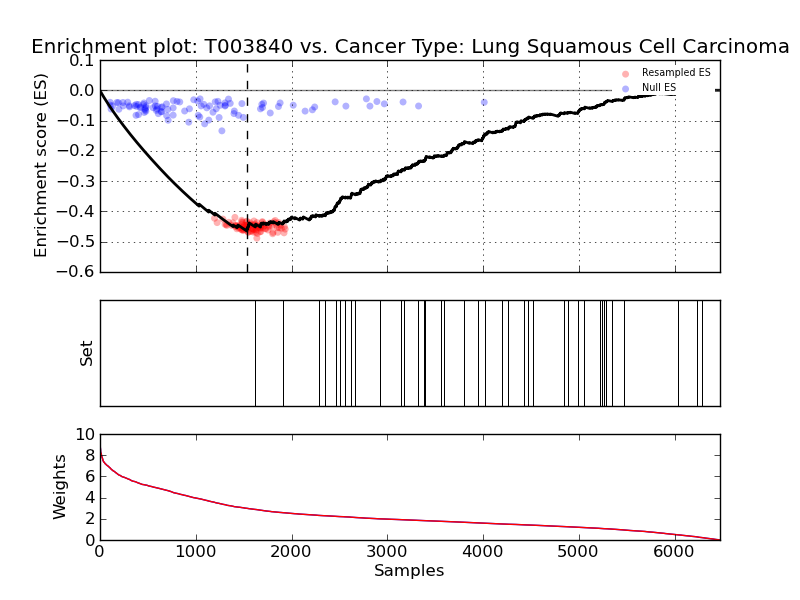 Enrichment plot: T003840 vs. Cancer Type: Lung Squamous Cell Carcinoma
Enrichment score (ES)
0.1
0.0
−0.1
−0.2
−0.3
−0.4
−0.5
−0.6
Resampled ES
Null ES
Set
Weights
10
8
6
4
2
0
0 1000 2000 3000 4000 5000 6000
Samples